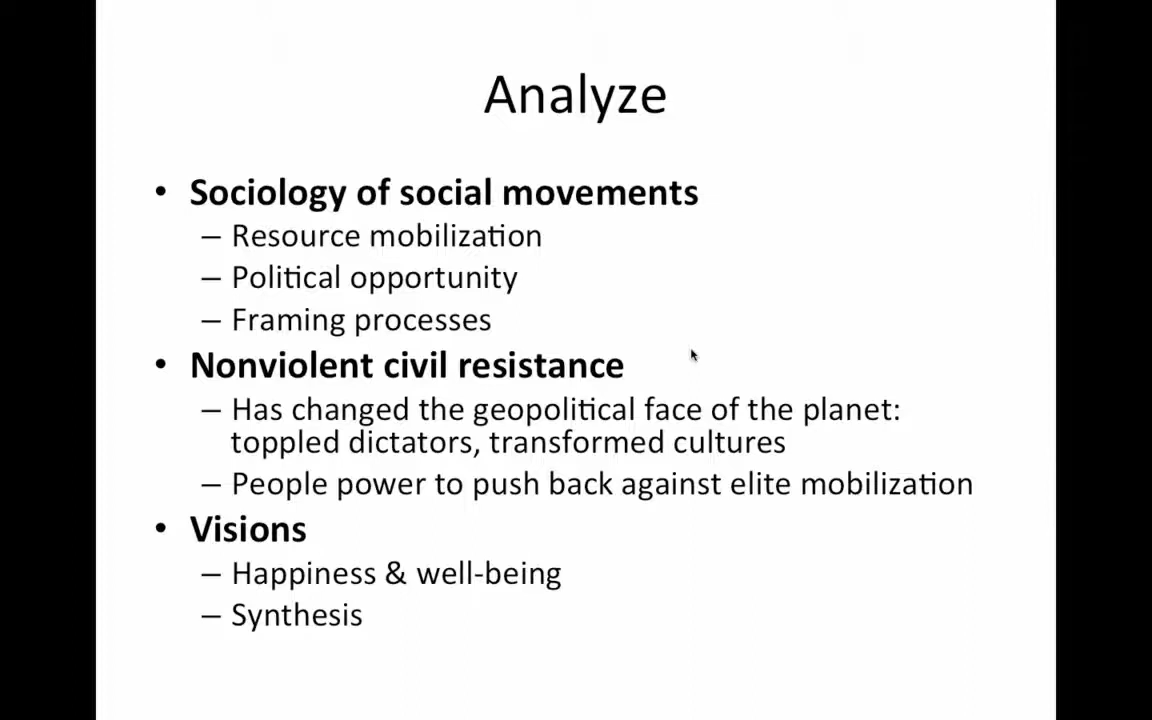 Analyze
• Sociology of social movements
– Resource mobilization
– Political opportunity
– Framing processes
• Nonviolent civil resistance
– Has changed the geopolitical face of the planet:
toppled dictators, transformed cultures
– People power to push back against elite mobilization
• Visions
– Happiness & well-being
– Synthesis